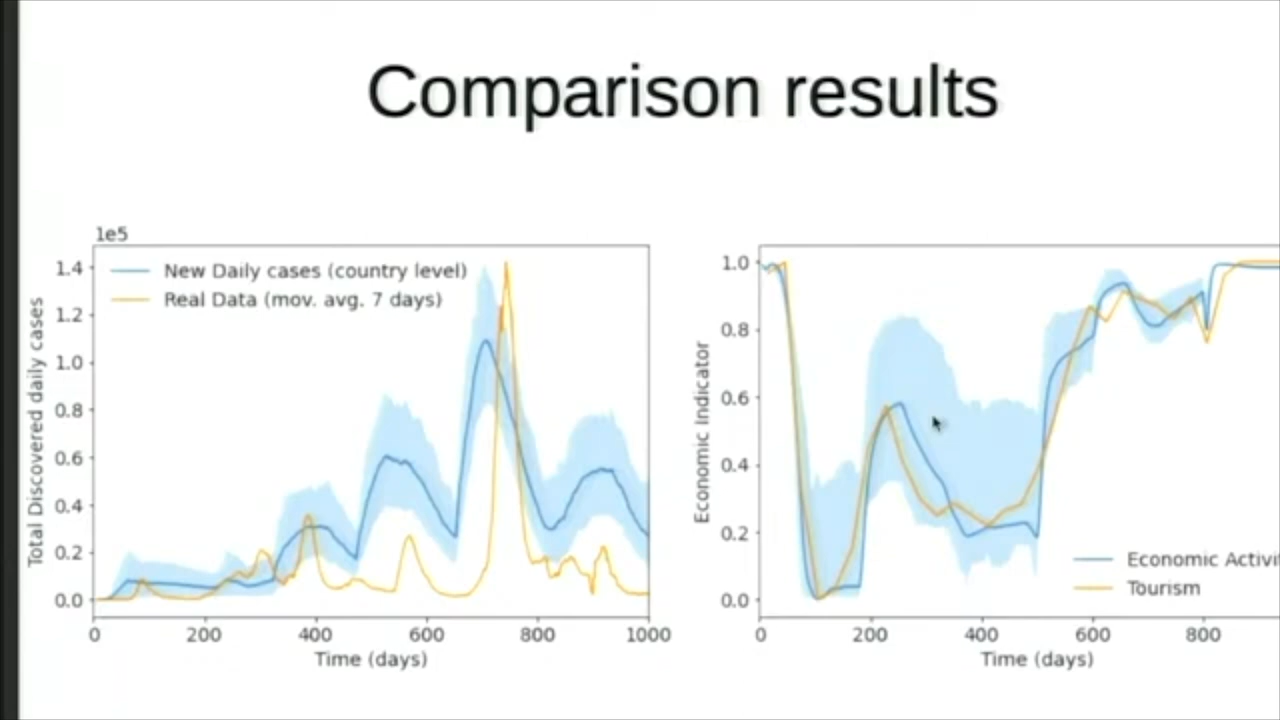 Comparison results
1e5
1.4
1.2
1.0
0.8
0.6
0.4
0.2
0.0
Total Discovered daily cases
New Daily cases (country level)
Real Data (mov. avg. 7 days)
0 200 400 600 800 1000
Time (days)
1.0
0.8
0.6
0.4
0.2
0.0
Economic Indicator
Economic Activi
Tourism
0 200 400 600 800
Time (days)